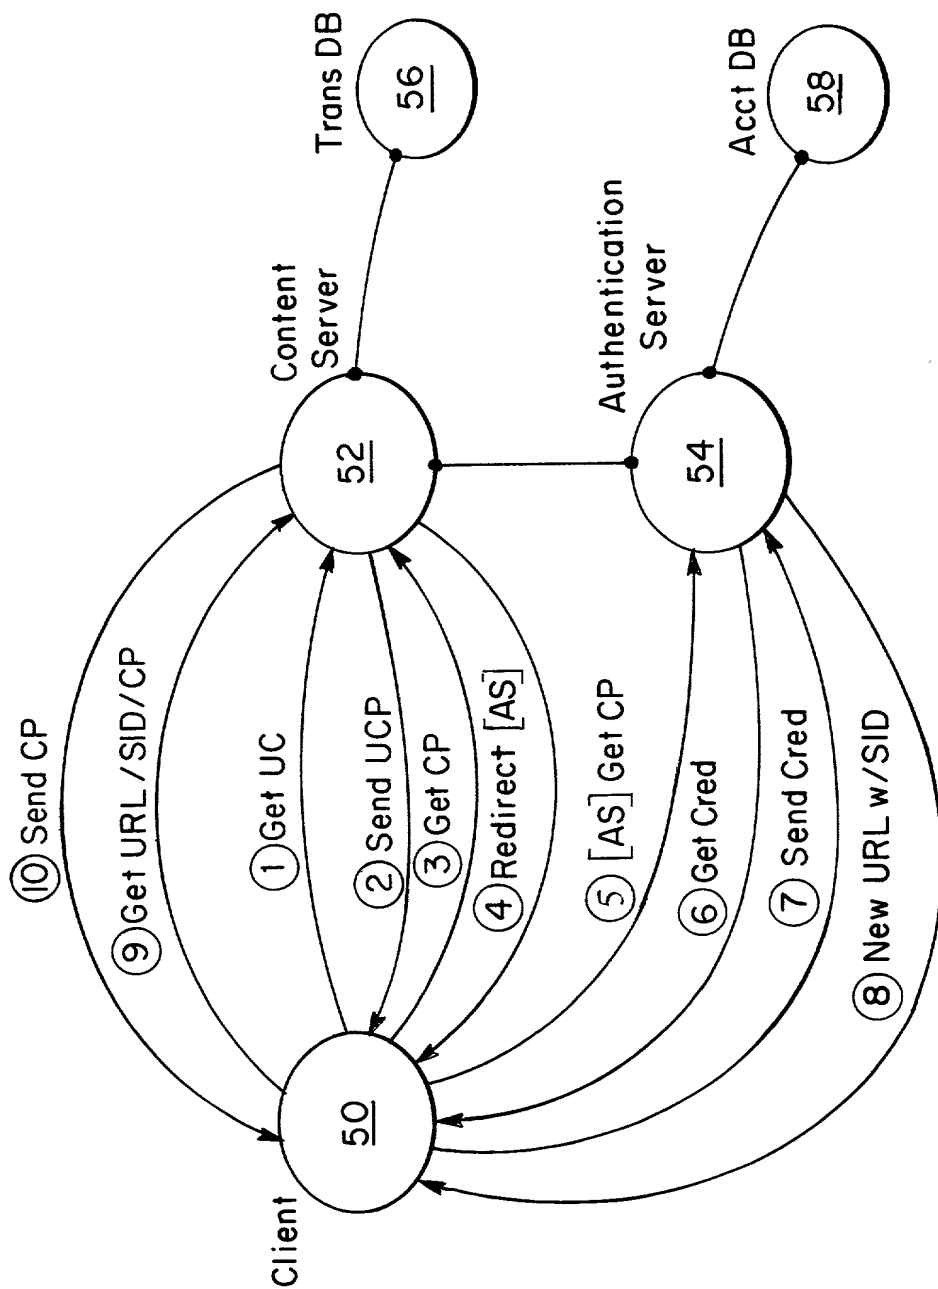 ⑩ Send CP
⑨ Get URL/SID/CP
① Get UC
② Send UCP
③ Get CP
④ Redirect [AS]
⑤ [AS] Get CP
⑥ Get Cred
⑦ Send Cred
⑧ New URL w/SID
Client
50
Content
Server
52
Authentication
Server
54
Trans DB
56
Acct DB
58